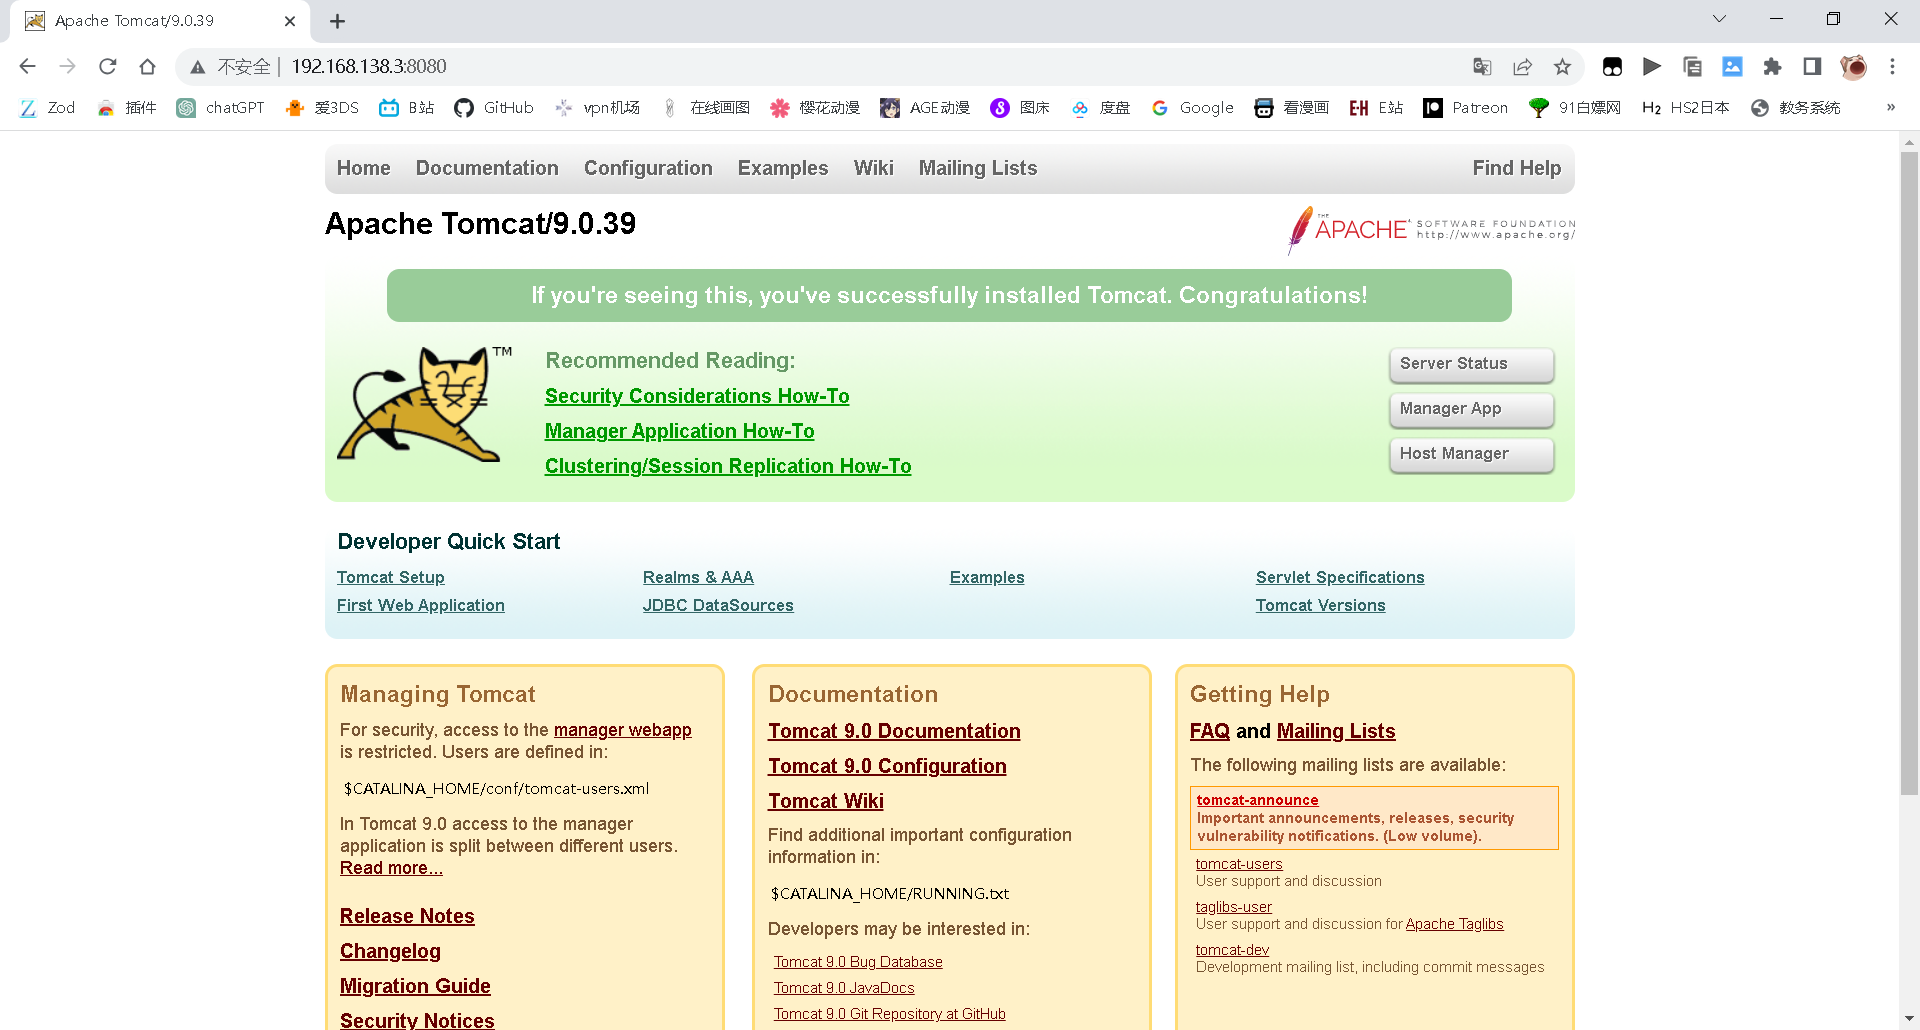 Apache Tomcat/9.0.39
不安全 | 192.168.138.3:8080
Zod 插件 chatGPT 爱3DS B站 GitHub vpn机场 在线画图 樱花动漫 AGE动漫 图床 度盘 Google 看漫画 E站 Patreon 91白嫖网 H2 HS2日本 教务系统 »
Home Documentation Configuration Examples Wiki Mailing Lists Find Help
Apache Tomcat/9.0.39
THE APACHE SOFTWARE FOUNDATION
http://www.apache.org/
If you're seeing this, you've successfully installed Tomcat. Congratulations!
TM
Recommended Reading:
Security Considerations How-To
Manager Application How-To
Clustering/Session Replication How-To
Server Status
Manager App
Host Manager
Developer Quick Start
Tomcat Setup
First Web Application
Realms & AAA
JDBC DataSources
Examples
Servlet Specifications
Tomcat Versions
Managing Tomcat
For security, access to the manager webapp
is restricted. Users are defined in:
$CATALINA_HOME/conf/tomcat-users.xml
In Tomcat 9.0 access to the manager
application is split between different users.
Read more...
Release Notes
Changelog
Migration Guide
Security Notices
Documentation
Tomcat 9.0 Documentation
Tomcat 9.0 Configuration
Tomcat Wiki
Find additional important configuration
information in:
$CATALINA_HOME/RUNNING.txt
Developers may be interested in:
Tomcat 9.0 Bug Database
Tomcat 9.0 JavaDocs
Tomcat 9.0 Git Repository at GitHub
Getting Help
FAQ and Mailing Lists
The following mailing lists are available:
tomcat-announce
Important announcements, releases, security
vulnerability notifications. (Low volume).
tomcat-users
User support and discussion
taglibs-user
User support and discussion for Apache Taglibs
tomcat-dev
Development mailing list, including commit messages